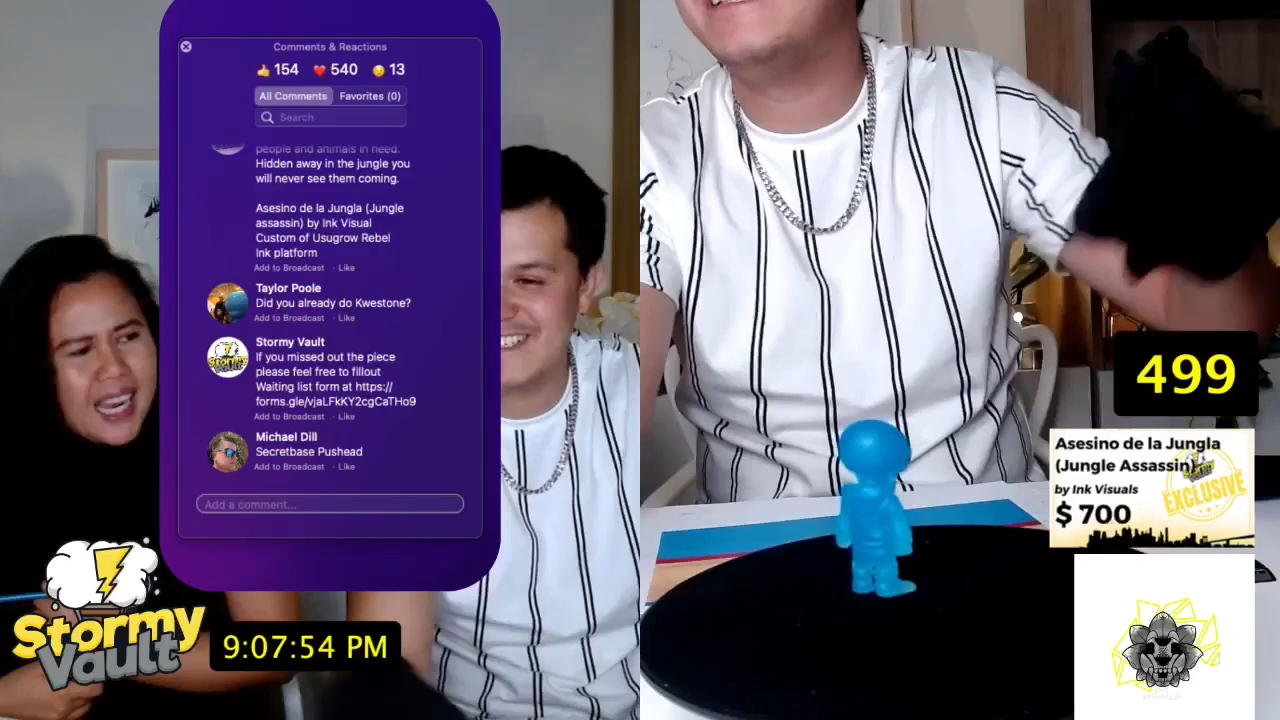 Comments & Reactions
154 540 13
All Comments Favorites (0)
Search
people and animals in need.
Hidden away in the jungle you
will never see them coming.
Asesino de la Jungla (Jungle
assassin) by Ink Visual
Custom of Usugrow Rebel
Ink platform
Add to Broadcast · Like
Taylor Poole
Did you already do Kwestone?
Add to Broadcast · Like
Stormy Vault
If you missed out the piece
please feel free to fillout
Waiting list form at https://
forms.gle/vjaLFkKY2cgCaTHo9
Add to Broadcast · Like
Michael Dill
Secretbase Pushead
Add to Broadcast · Like
Add a comment...
Stormy
Vault
9:07:54 PM
499
Asesino de la Jungla
(Jungle Assassin)
by Ink Visuals
$ 700
EXCLUSIVE